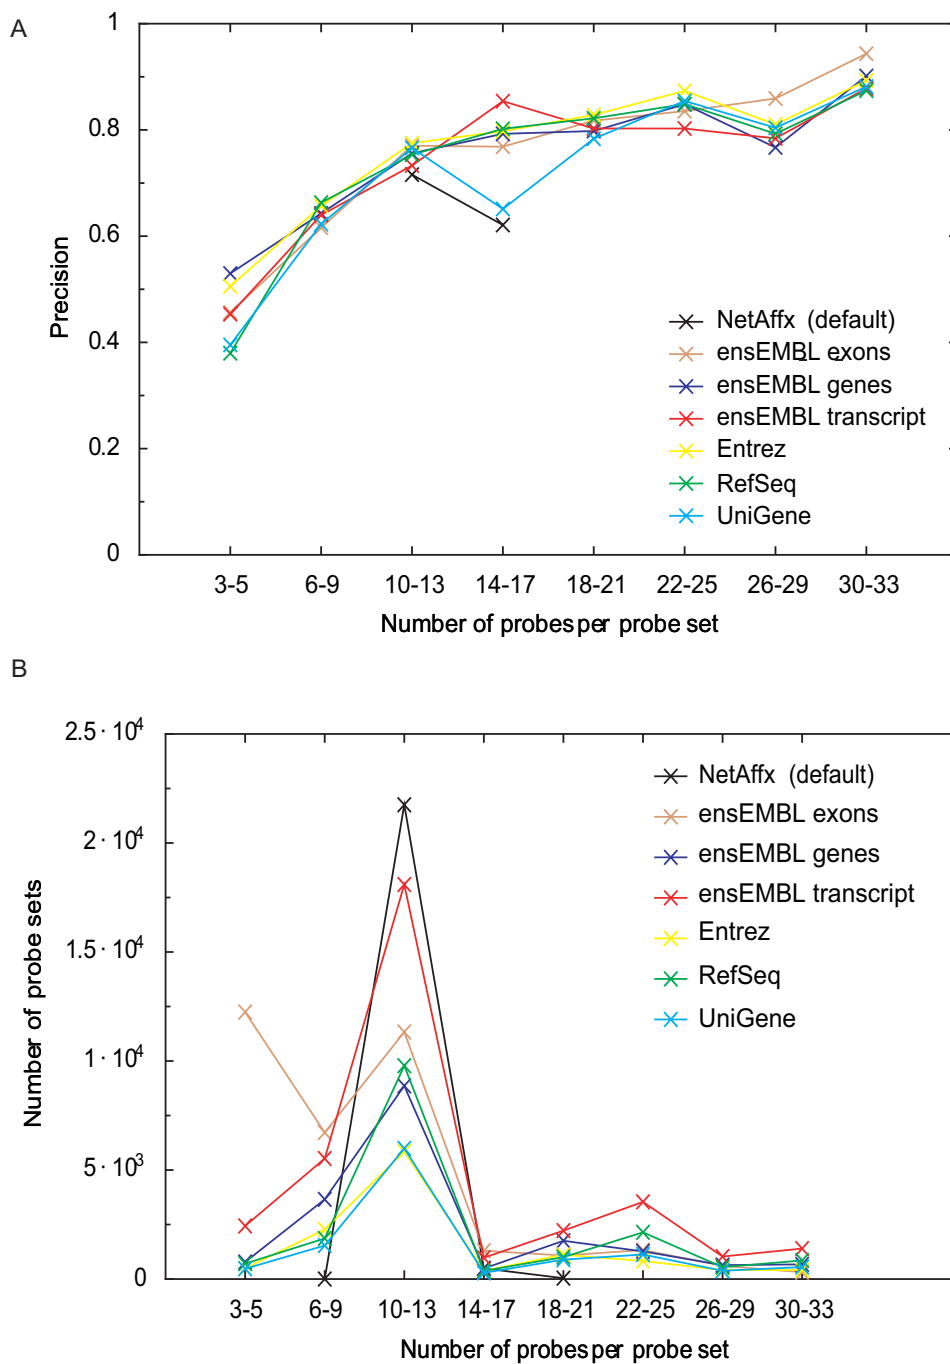 A
1
0.8
0.6
0.4
0.2
0
Precision
NetAffx (default)
ensEMBL exons
ensEMBL genes
ensEMBL transcript
Entrez
RefSeq
UniGene
3-5 6-9 10-13 14-17 18-21 22-25 26-29 30-33
Number of probes per probe set
B
2.5·10⁴
2·10⁴
1.5·10⁴
1·10⁴
5·10³
0
Number of probe sets
NetAffx (default)
ensEMBL exons
ensEMBL genes
ensEMBL transcript
Entrez
RefSeq
UniGene
3-5 6-9 10-13 14-17 18-21 22-25 26-29 30-33
Number of probes per probe set